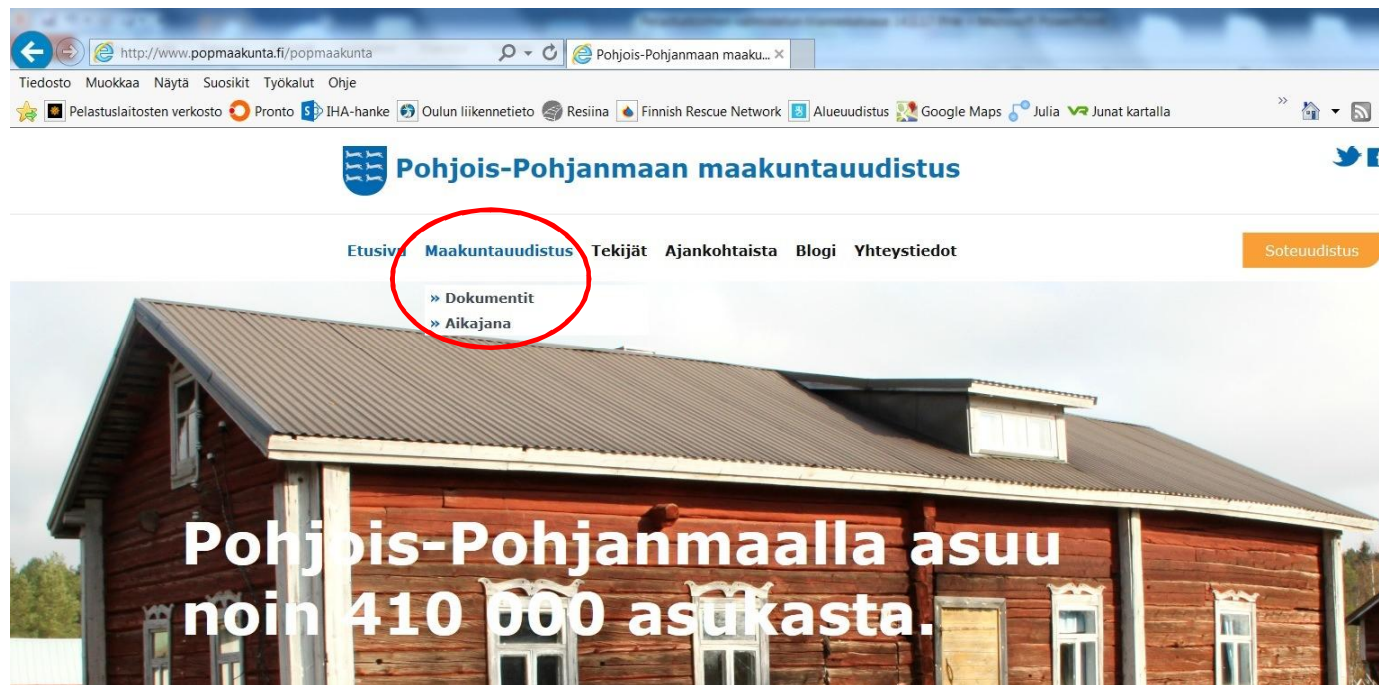 http://www.popmaakunta.fi/popmaakunta
Pohjois-Pohjanmaan maaku...
Tiedosto Muokkaa Näytä Suosikit Työkalut Ohje
Pelastuslaitosten verkosto Pronto IHA-hanke Oulun liikennetieto Resiina Finnish Rescue Network Alueuudistus Google Maps Julia VR Junat kartalla
Pohjois-Pohjanmaan maakuntauudistus
Etusivu Maakuntauudistus Tekijät Ajankohtaista Blogi Yhteystiedot
Soteuudistus
» Dokumentit
» Aikajana
Pohjois-Pohjanmaalla asuu
noin 410 000 asukasta.